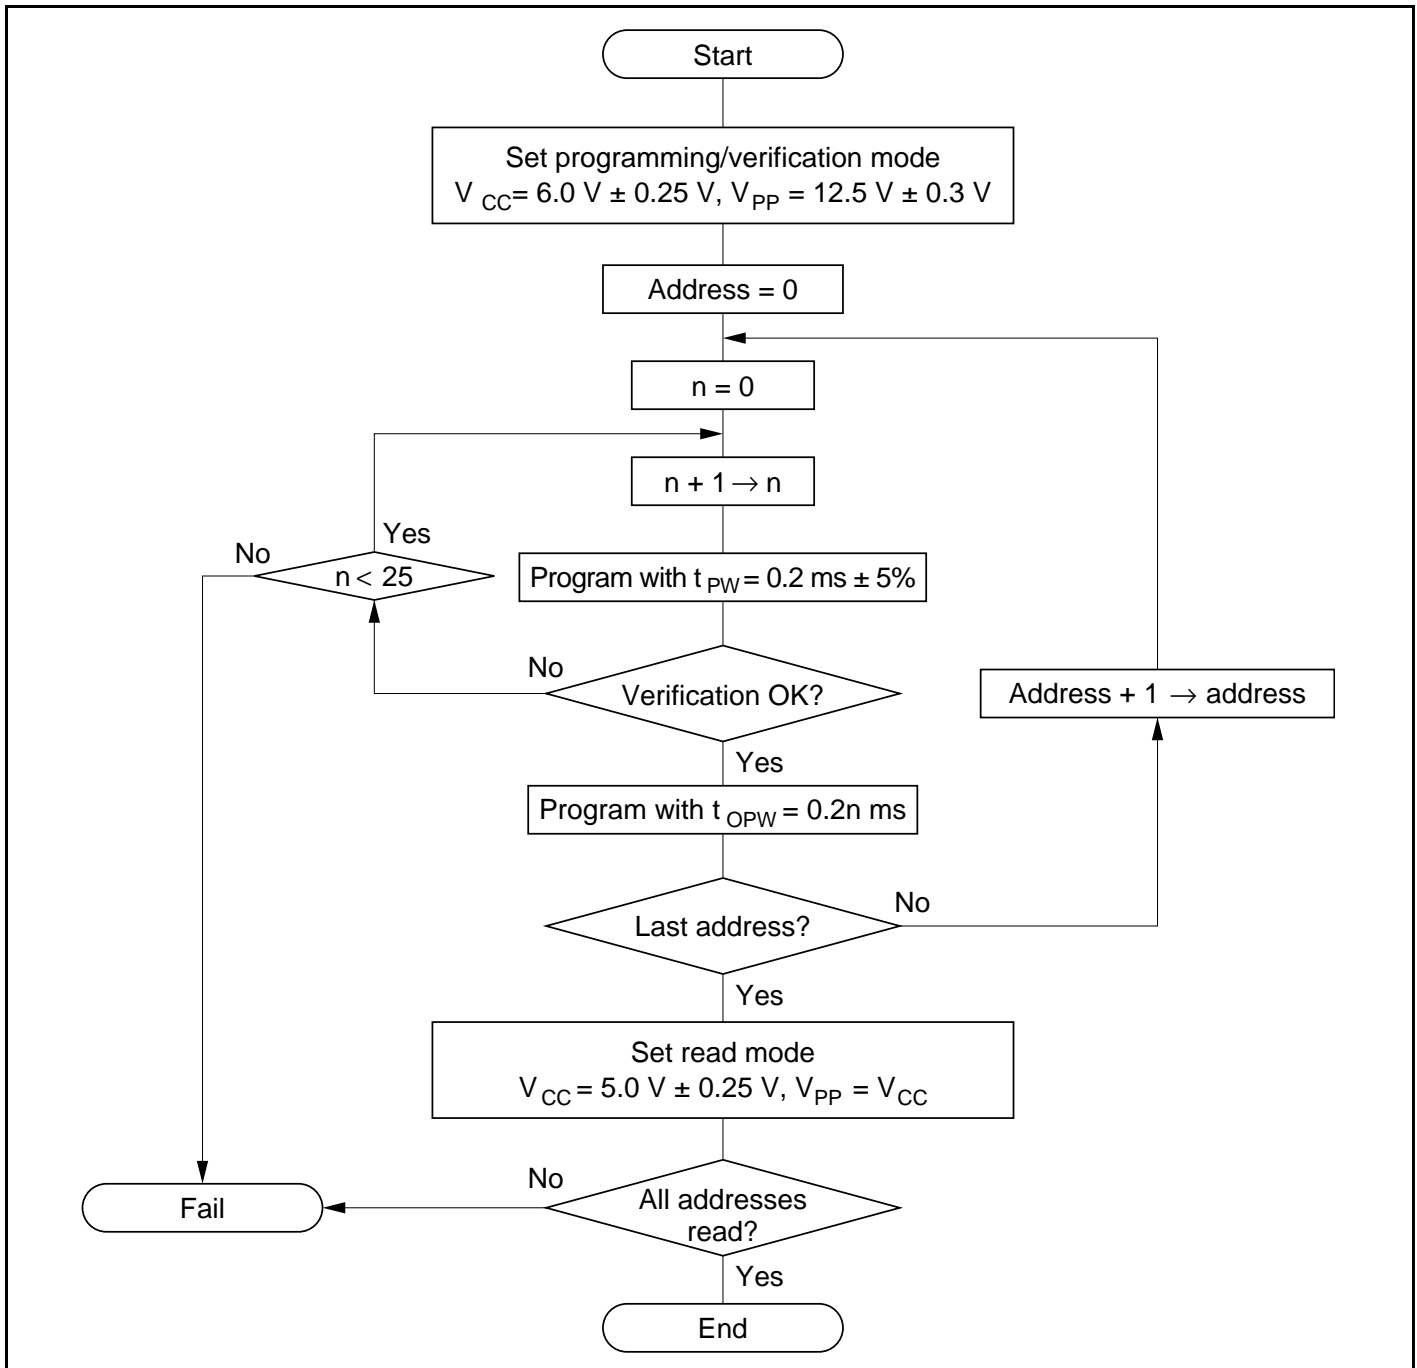 Start
Set programming/verification mode
V CC= 6.0 V ± 0.25 V, VPP = 12.5 V ± 0.3 V
Address = 0
n = 0
n + 1 → n
Yes
No
n < 25
Program with t PW = 0.2 ms ± 5%
No
Verification OK?
Address + 1 → address
Yes
Program with t OPW = 0.2n ms
No
Last address?
Yes
Set read mode
V CC = 5.0 V ± 0.25 V, VPP = VCC
No
All addresses
read?
Fail
Yes
End